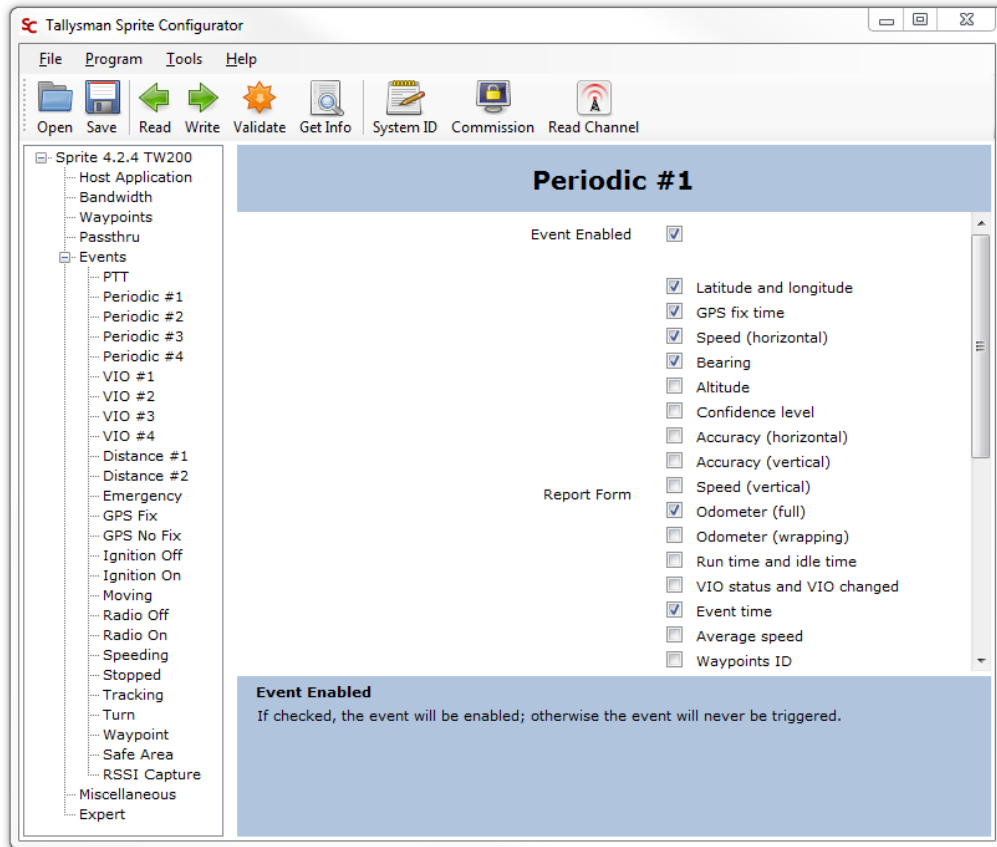 SC Tallysman Sprite Configurator
File Program Tools Help
Open Save Read Write Validate Get Info System ID Commission Read Channel
Sprite 4.2.4 TW200
Host Application
Bandwidth
Waypoints
Passthru
Events
PTT
Periodic #1
Periodic #2
Periodic #3
Periodic #4
VIO #1
VIO #2
VIO #3
VIO #4
Distance #1
Distance #2
Emergency
GPS Fix
GPS No Fix
Ignition Off
Ignition On
Moving
Radio Off
Radio On
Speeding
Stopped
Tracking
Turn
Waypoint
Safe Area
RSSI Capture
Miscellaneous
Expert
Periodic #1
Event Enabled
Report Form
Latitude and longitude
GPS fix time
Speed (horizontal)
Bearing
Altitude
Confidence level
Accuracy (horizontal)
Accuracy (vertical)
Speed (vertical)
Odometer (full)
Odometer (wrapping)
Run time and idle time
VIO status and VIO changed
Event time
Average speed
Waypoints ID
Event Enabled
If checked, the event will be enabled; otherwise the event will never be triggered.